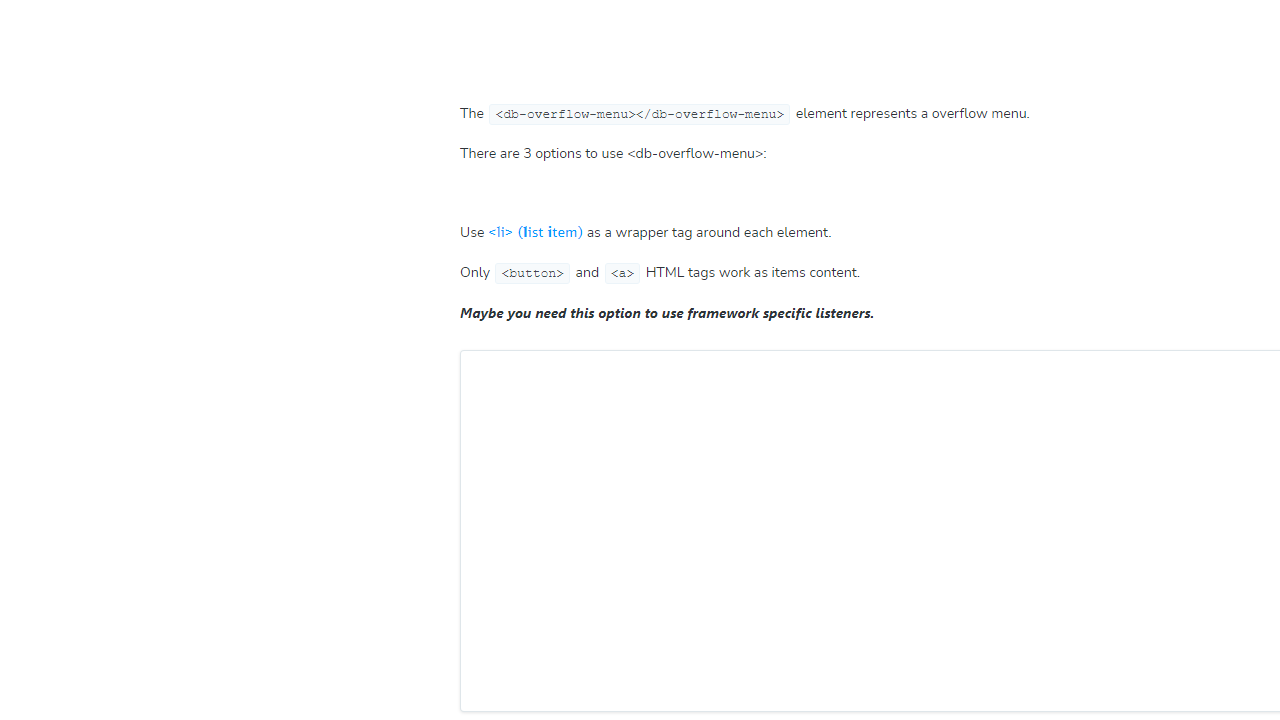 The <db-overflow-menu></db-overflow-menu> element represents a overflow menu.
There are 3 options to use <db-overflow-menu>:
Use <li> (list item) as a wrapper tag around each element.
Only <button> and <a> HTML tags work as items content.
Maybe you need this option to use framework specific listeners.